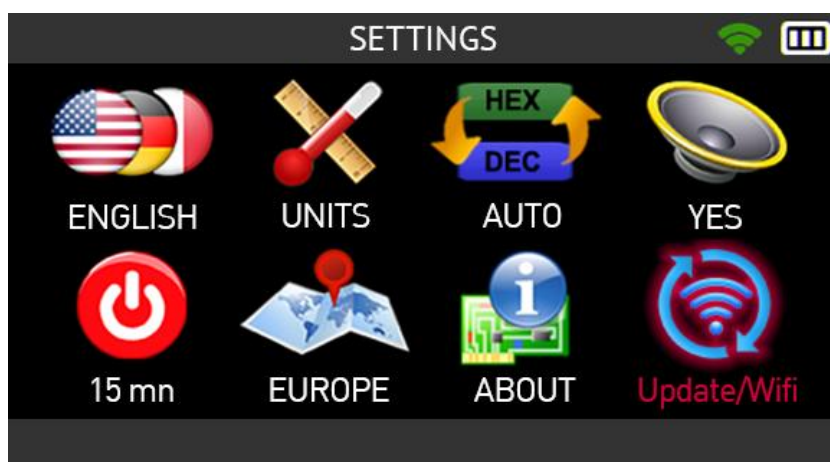 SETTINGS
HEX
DEC
ENGLISH
UNITS
AUTO
YES
i
15 mn
EUROPE
ABOUT
Update/Wifi